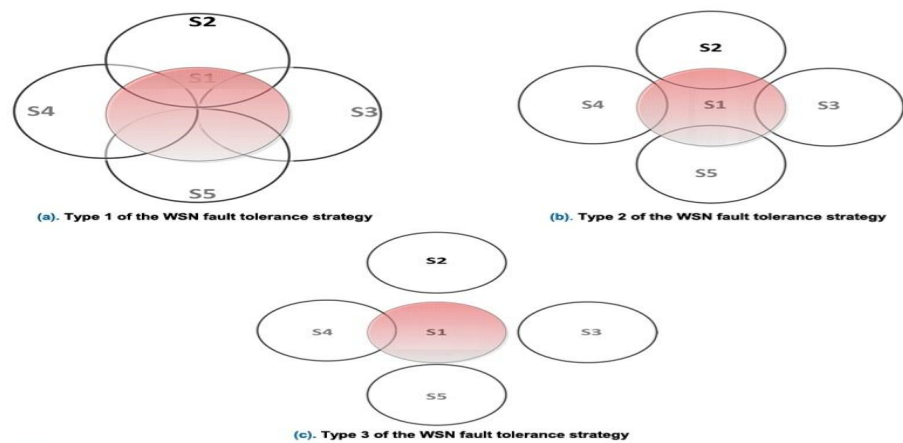 S2
S1
S4
S3
S5
(a). Type 1 of the WSN fault tolerance strategy
S2
S4
S1
S3
S5
(b). Type 2 of the WSN fault tolerance strategy
S2
S4
S1
S3
S5
(c). Type 3 of the WSN fault tolerance strategy